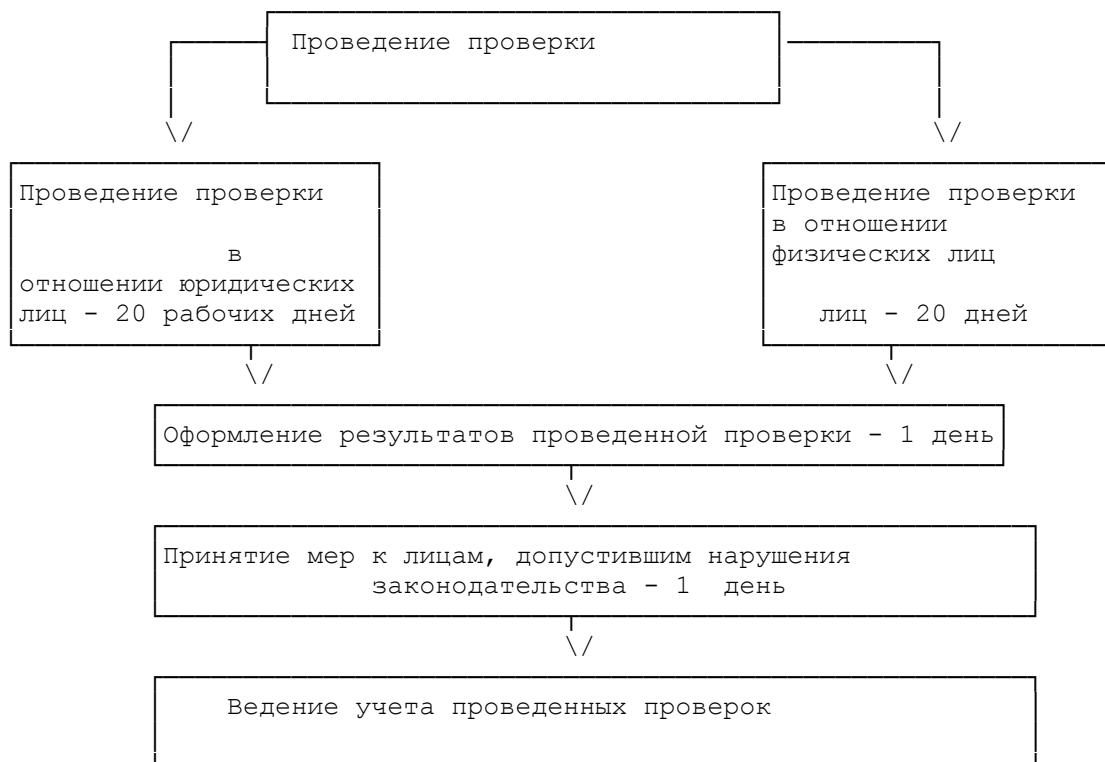 Проведение проверки
Проведение проверки
в
отношении юридических
лиц - 20 рабочих дней
Проведение проверки
в отношении
физических лиц
лиц - 20 дней
Оформление результатов проведенной проверки - 1 день
Принятие мер к лицам, допустившим нарушения
законодательства - 1 день
Ведение учета проведенных проверок